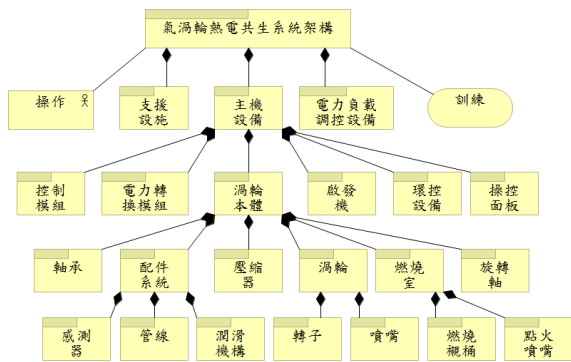 氣渦輪熱電共生系統架構
操作
支援
設施
主機
設備
電力負載
調控設備
訓練
控制
模組
電力轉
換模組
渦輪
本體
啟發
機
環控
設備
操控
面板
軸承
配件
系統
壓縮
器
渦輪
燃燒
室
旋轉
軸
感測
器
管線
潤滑
機構
轉子
噴嘴
燃燒
襯桶
點火
噴嘴